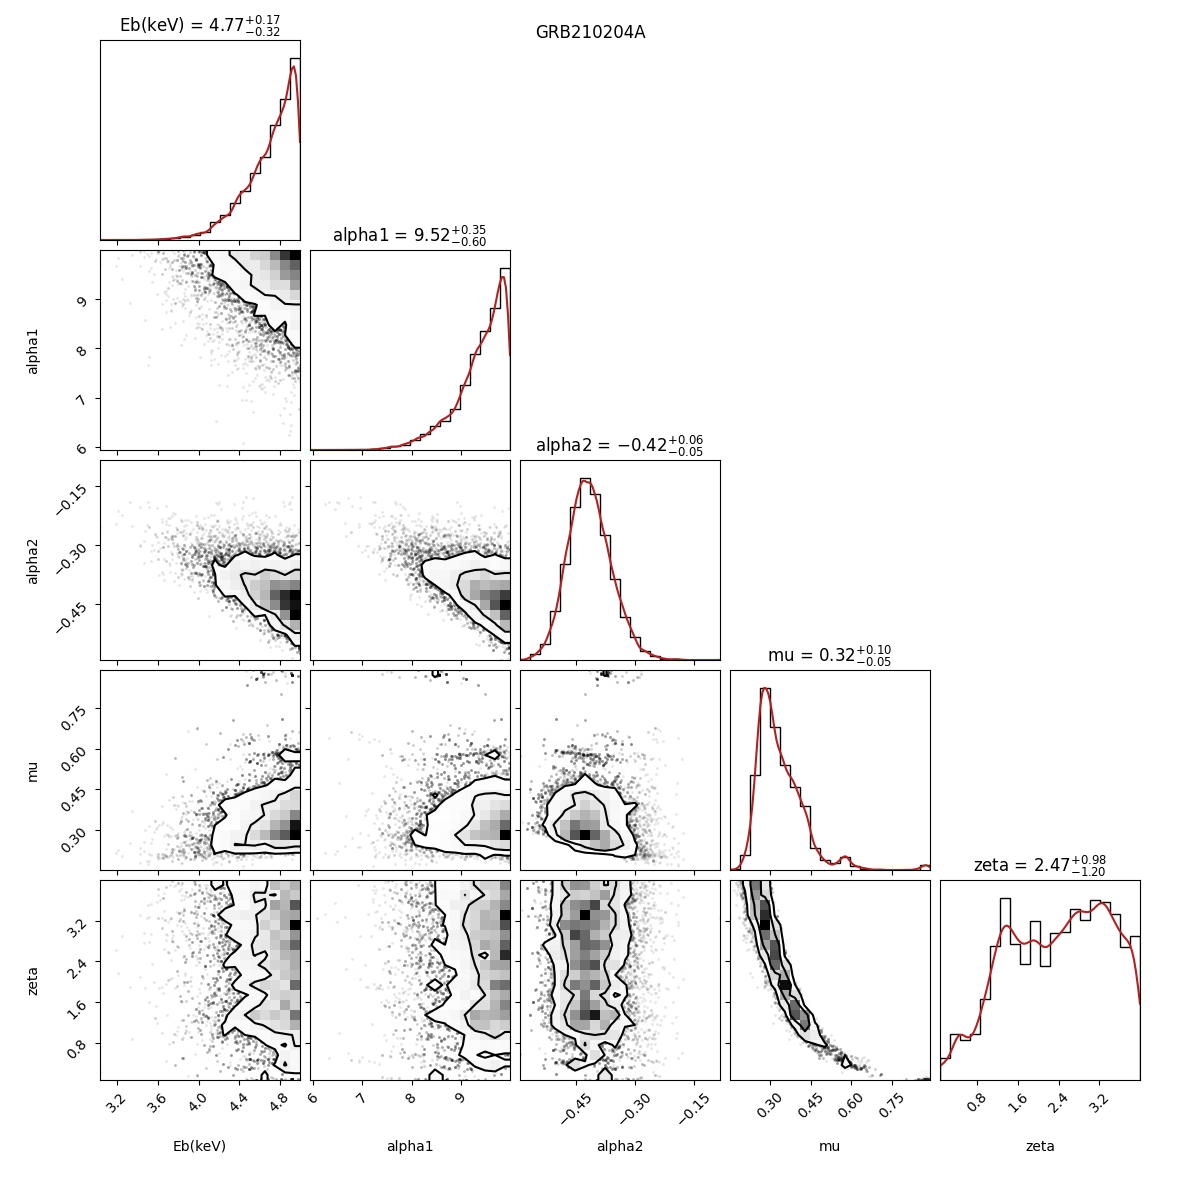 GRB210204A
Eb(keV) = 4.77+0.17−0.32
alpha1 = 9.52+0.35−0.60
alpha1
9
8
7
6
alpha2 = −0.42+0.06−0.05
alpha2
−0.15
−0.30
−0.45
mu = 0.32+0.10−0.05
mu
0.75
0.60
0.45
0.30
zeta = 2.47+0.98−1.20
zeta
3.2
2.4
1.6
0.8
3.2 3.6 4.0 4.4 4.8
6 7 8 9
−0.45 −0.30 −0.15
0.30 0.45 0.60 0.75
0.8 1.6 2.4 3.2
Eb(keV) alpha1 alpha2 mu zeta